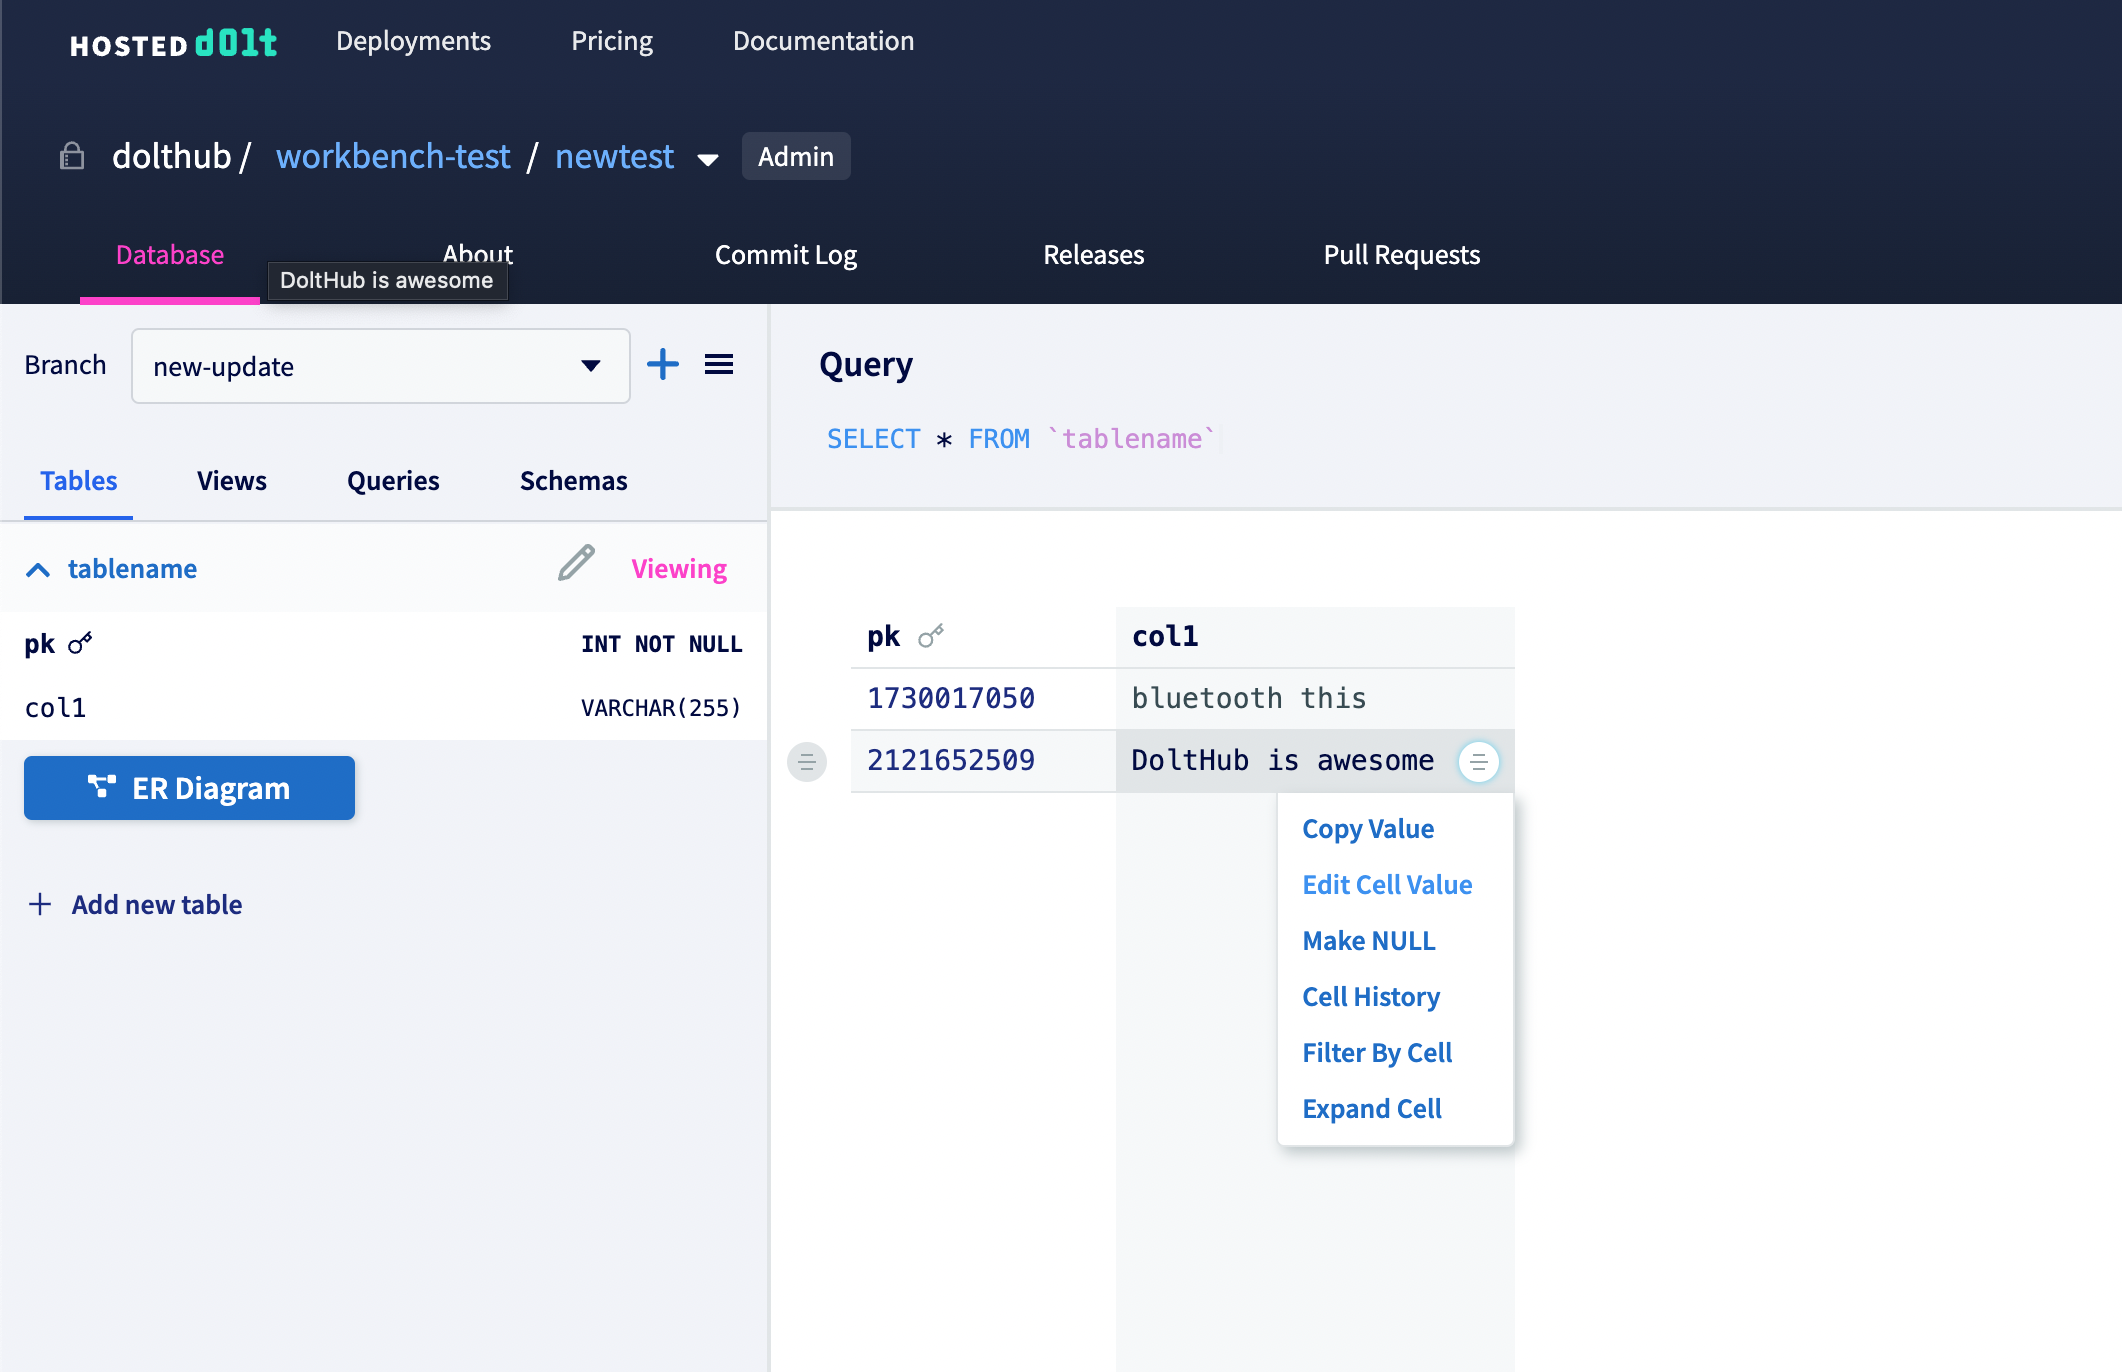 HOSTED dolt Deployments Pricing Documentation
dolthub / workbench-test / newtest Admin
Database About Commit Log Releases Pull Requests
DoltHub is awesome
Branch new-update
Tables Views Queries Schemas
tablename Viewing
pk INT NOT NULL
col1 VARCHAR(255)
ER Diagram
Add new table
Query
SELECT * FROM `tablename`
pk col1
1730017050 bluetooth this
2121652509 DoltHub is awesome
Copy Value
Edit Cell Value
Make NULL
Cell History
Filter By Cell
Expand Cell